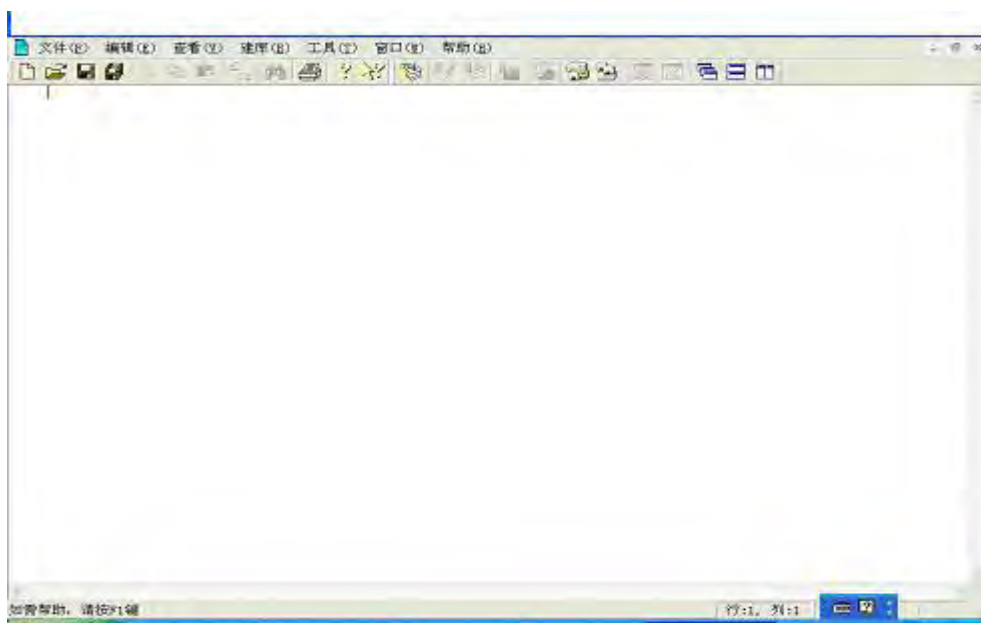 文件(F) 编辑(E) 查看(V) 建库(B) 工具(T) 窗口(W) 帮助(H)
如需帮助，请按F1键
行:1, 列:1